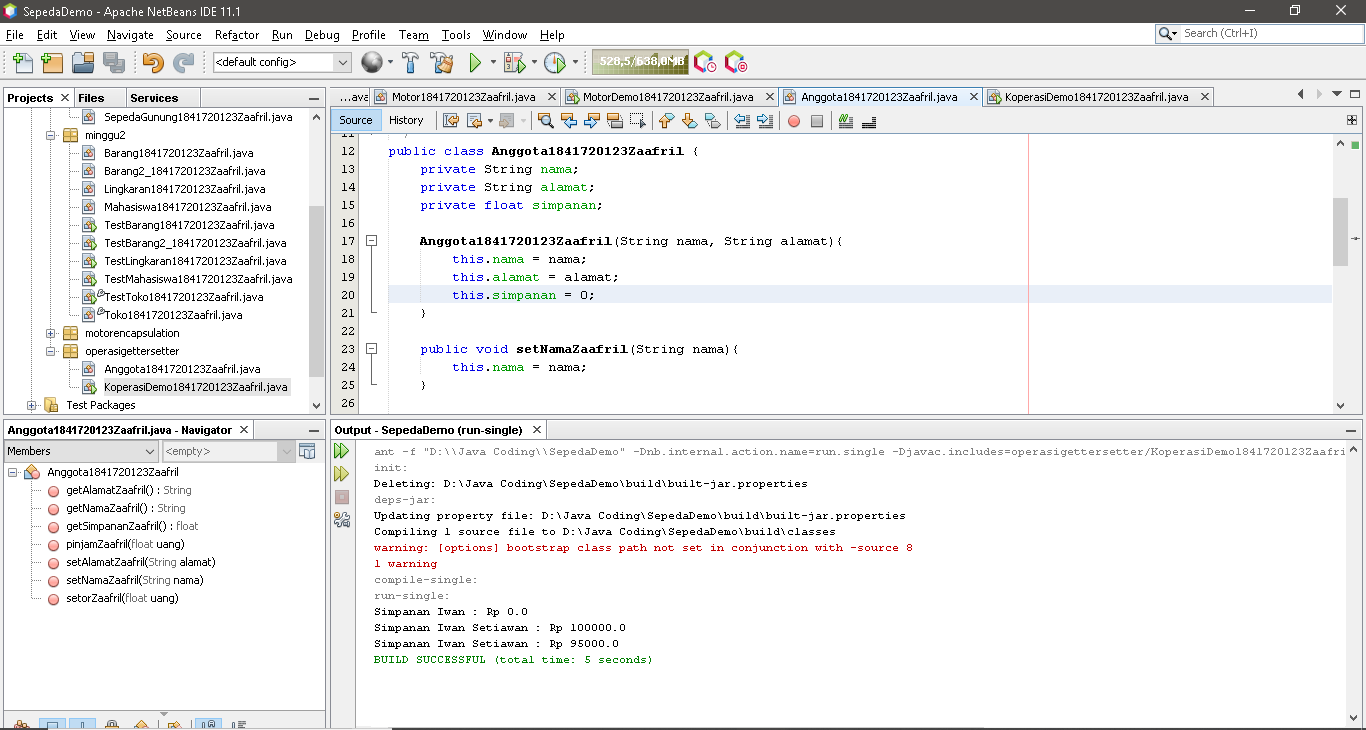 SepedaDemo - Apache NetBeans IDE 11.1
File Edit View Navigate Source Refactor Run Debug Profile Team Tools Window Help
Search (Ctrl+I)
<default config>
528,5/638,0MB
Projects
Files
Services
SepedaGunung1841720123Zaafril.java
minggu2
Barang1841720123Zaafril.java
Barang2_1841720123Zaafril.java
Lingkaran1841720123Zaafril.java
Mahasiswa1841720123Zaafril.java
TestBarang1841720123Zaafril.java
TestBarang2_1841720123Zaafril.java
TestLingkaran1841720123Zaafril.java
TestMahasiswa1841720123Zaafril.java
TestToko1841720123Zaafril.java
Toko1841720123Zaafril.java
motorencapsulation
operasigettersetter
Anggota1841720123Zaafril.java
KoperasiDemo1841720123Zaafril.java
Test Packages
...ava
Motor1841720123Zaafril.java
MotorDemo1841720123Zaafril.java
Anggota1841720123Zaafril.java
KoperasiDemo1841720123Zaafril.java
Source
History
11
12 public class Anggota1841720123Zaafril {
13 private String nama;
14 private String alamat;
15 private float simpanan;
16
17 Anggota1841720123Zaafril(String nama, String alamat){
18 this.nama = nama;
19 this.alamat = alamat;
20 this.simpanan = 0;
21 }
22
23 public void setNamaZaafril(String nama){
24 this.nama = nama;
25 }
26
Anggota1841720123Zaafril.java - Navigator
Members
<empty>
Anggota1841720123Zaafril
getAlamatZaafril() : String
getNamaZaafril() : String
getSimpananZaafril() : float
pinjamZaafril(float uang)
setAlamatZaafril(String alamat)
setNamaZaafril(String nama)
setorZaafril(float uang)
Output - SepedaDemo (run-single)
ant -f "D:\\Java Coding\\SepedaDemo" -Dnb.internal.action.name=run.single -Djavac.includes=operasigettersetter/KoperasiDemo1841720123Zaafri
init:
Deleting: D:\Java Coding\SepedaDemo\build\built-jar.properties
deps-jar:
Updating property file: D:\Java Coding\SepedaDemo\build\built-jar.properties
Compiling 1 source file to D:\Java Coding\SepedaDemo\build\classes
warning: [options] bootstrap class path not set in conjunction with -source 8
1 warning
compile-single:
run-single:
Simpanan Iwan : Rp 0.0
Simpanan Iwan Setiawan : Rp 100000.0
Simpanan Iwan Setiawan : Rp 95000.0
BUILD SUCCESSFUL (total time: 5 seconds)